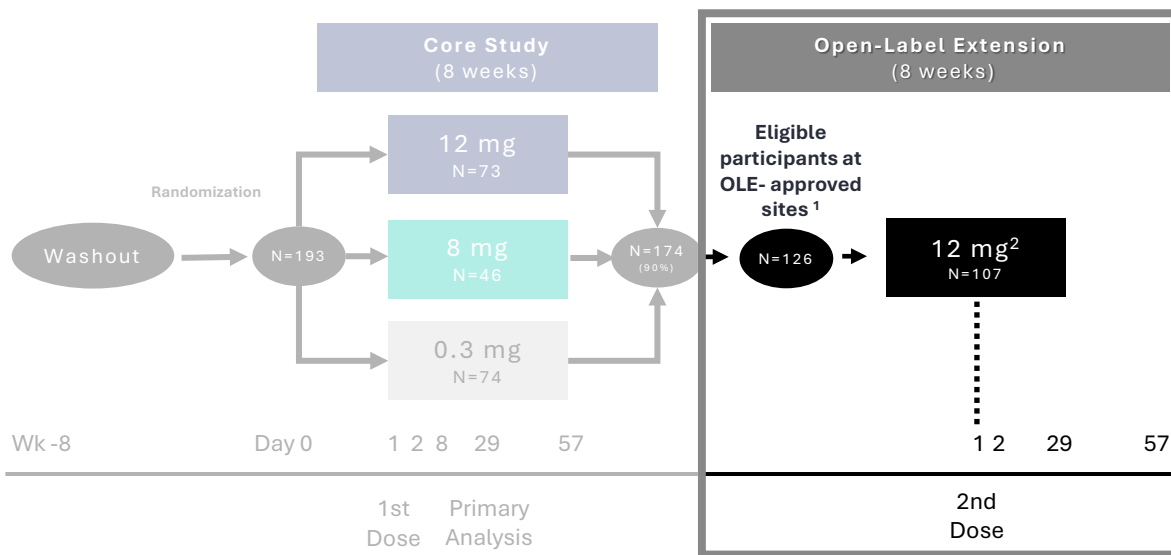 Core Study
(8 weeks)
Open-Label Extension
(8 weeks)
12 mg
N=73
Eligible
participants at
OLE- approved
sites ¹
Randomization
Washout
N=193
8 mg
N=46
N=174
(90%)
N=126
12 mg²
N=107
0.3 mg
N=74
Wk -8
Day 0
1 2 8 29 57
1 2 29 57
1st
Dose
Primary
Analysis
2nd
Dose